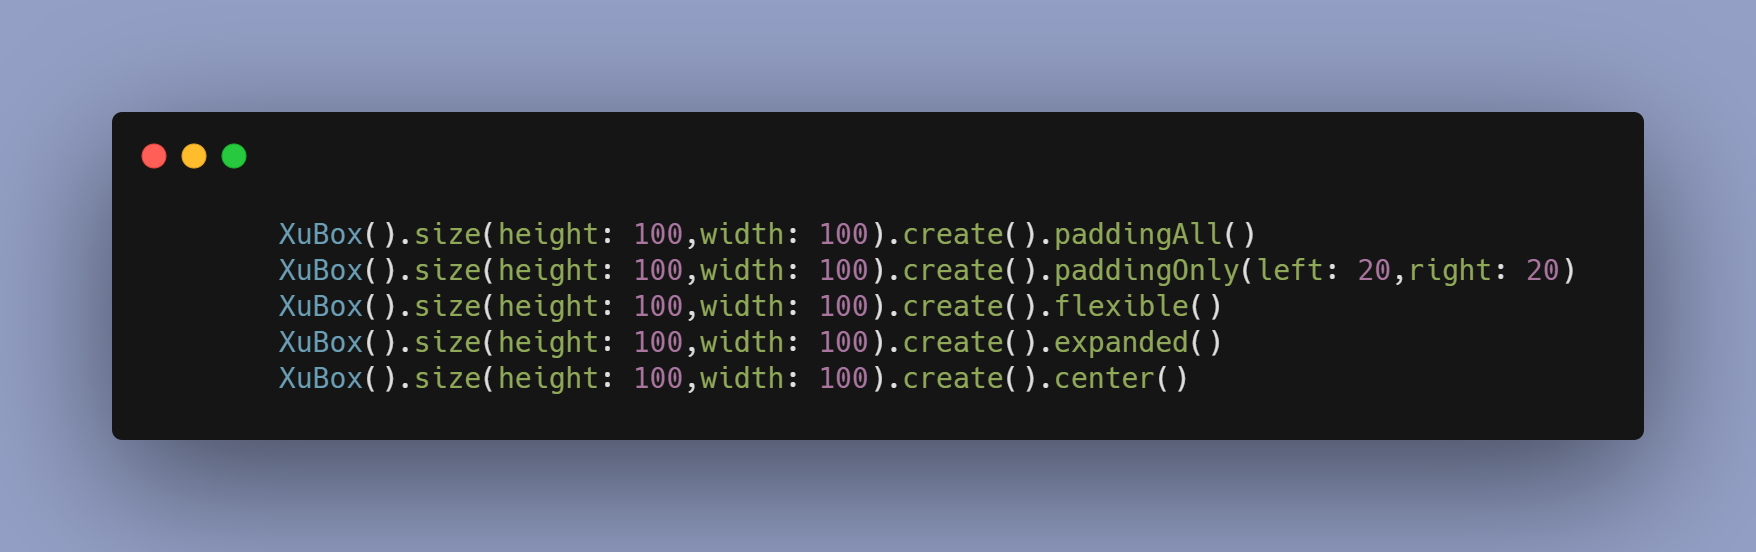 XuBox().size(height: 100,width: 100).create().paddingAll()
XuBox().size(height: 100,width: 100).create().paddingOnly(left: 20,right: 20)
XuBox().size(height: 100,width: 100).create().flexible()
XuBox().size(height: 100,width: 100).create().expanded()
XuBox().size(height: 100,width: 100).create().center()